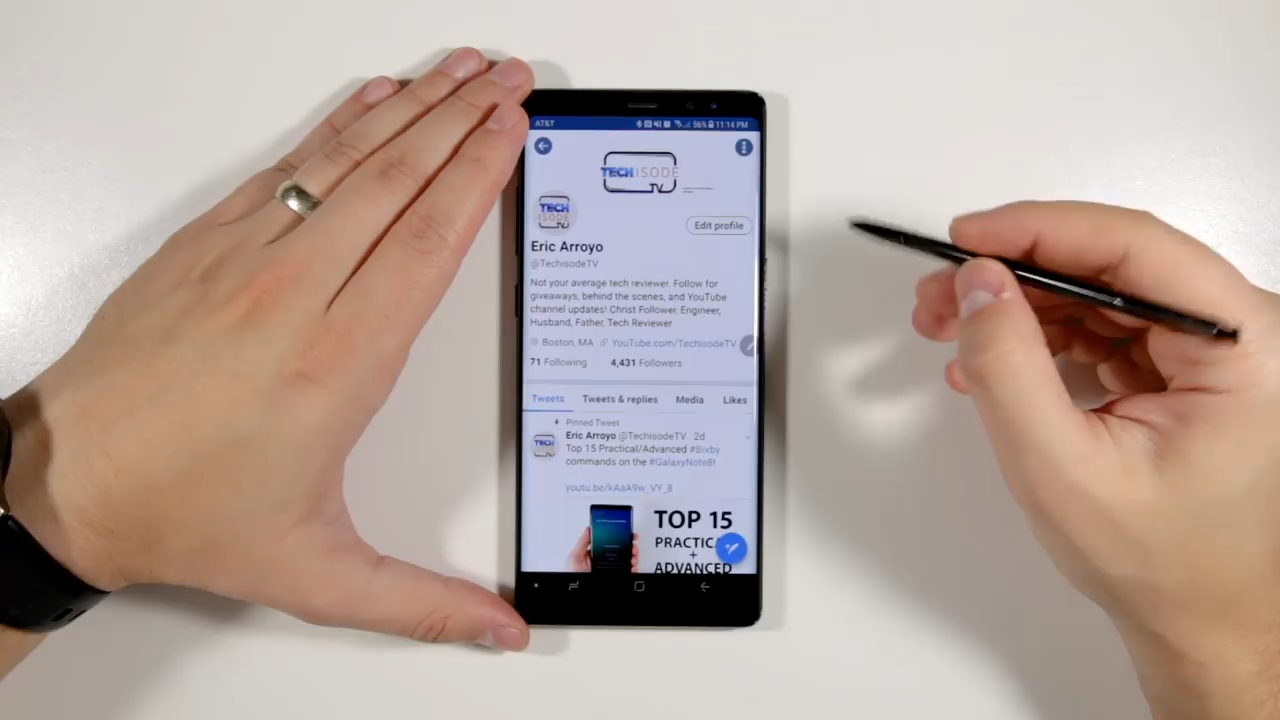 AT&T 56% 11:14 PM
TECHISODE
TV
TECH
ISODE
TV
Edit profile
Eric Arroyo
@TechisodeTV
Not your average tech reviewer. Follow for
giveaways, behind the scenes, and YouTube
channel updates! Christ Follower, Engineer,
Husband, Father, Tech Reviewer
Boston, MA YouTube.com/TechisodeTV
71 Following 4,431 Followers
Tweets Tweets & replies Media Likes
Pinned Tweet
Eric Arroyo @TechisodeTV 2d
Top 15 Practical/Advanced #Bixby
commands on the #GalaxyNote8!
youtu.be/kAaA9w_VY_8
TOP 15
PRACTIC
+
ADVANCED